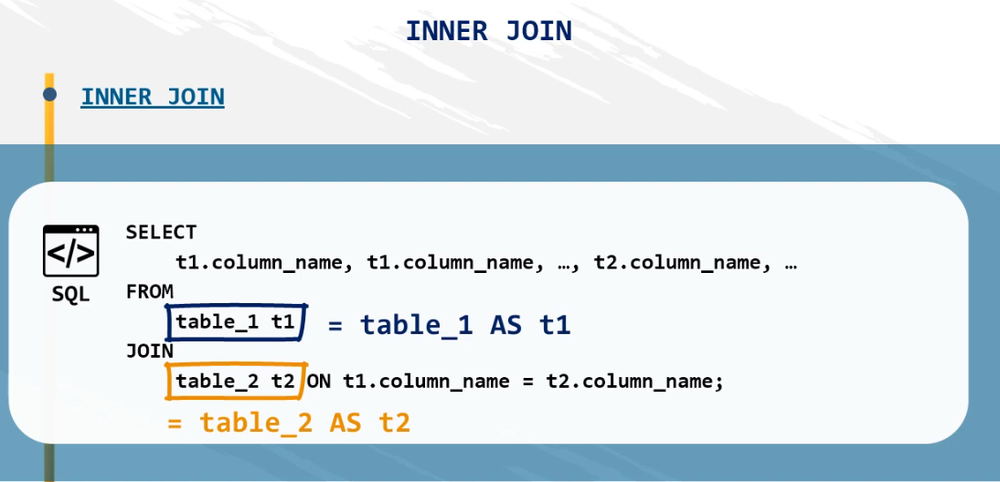 INNER JOIN
INNER JOIN
</>
SQL
SELECT
t1.column_name, t1.column_name, …, t2.column_name, …
FROM
table_1 t1 = table_1 AS t1
JOIN
table_2 t2 ON t1.column_name = t2.column_name;
= table_2 AS t2